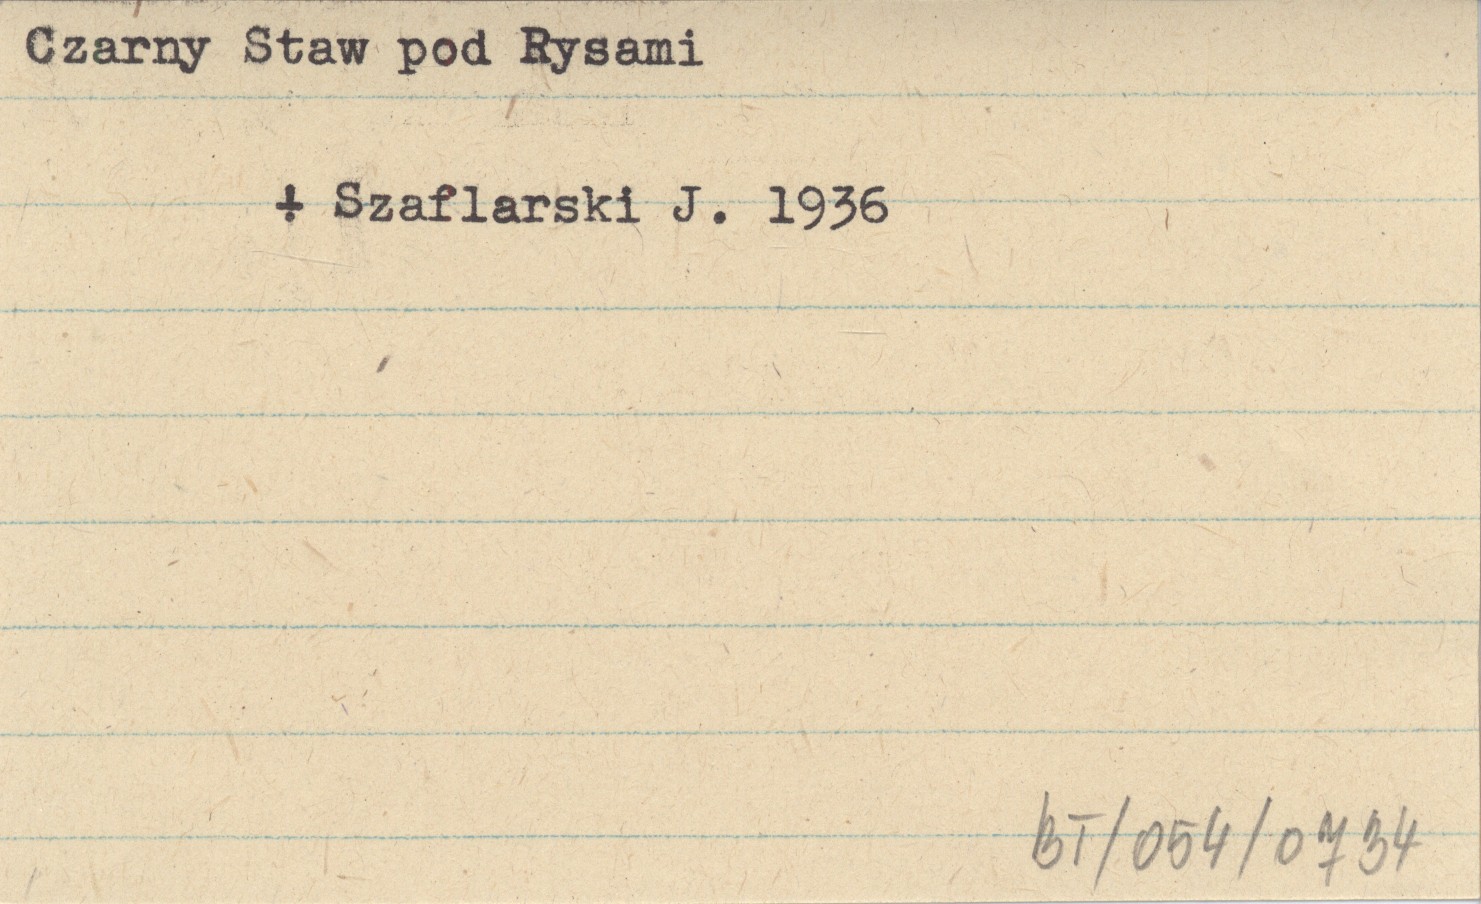 Czarny Staw pod Rysami
⍭ Szaflarski J. 1936
BT/054/0734